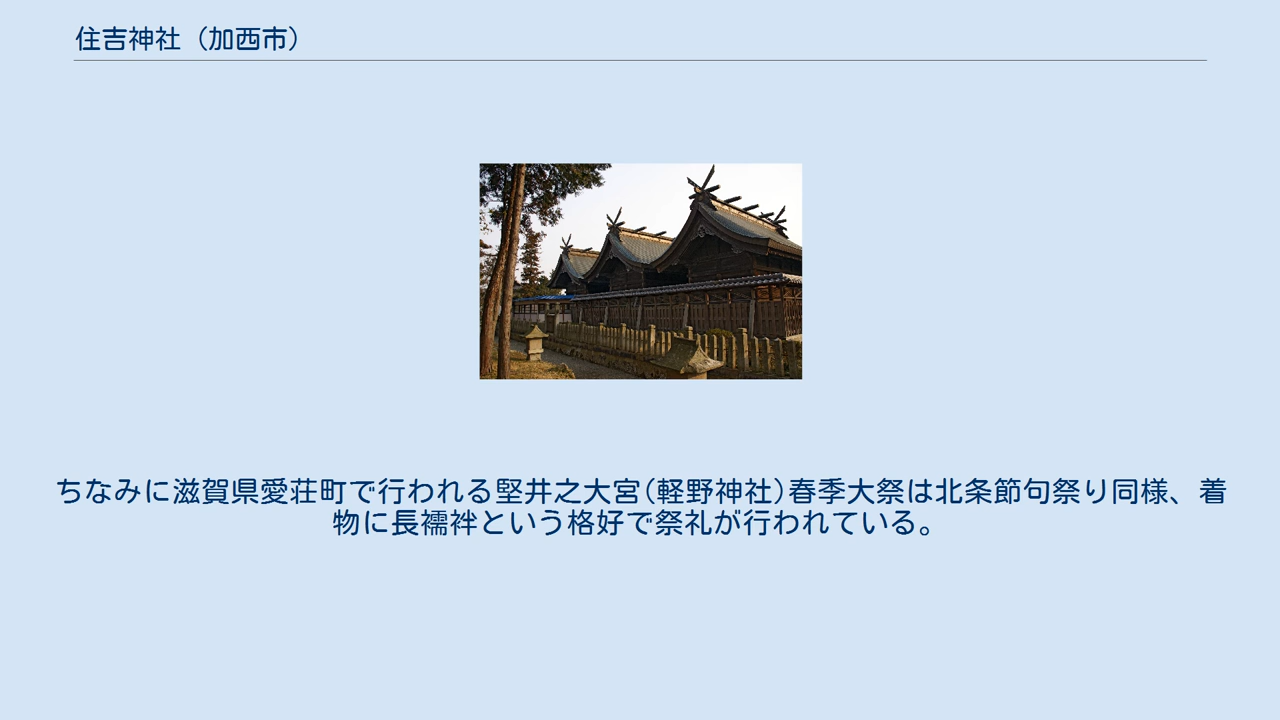 住吉神社（加西市）
ちなみに滋賀県愛荘町で行われる堅井之大宮(軽野神社)春季大祭は北条節句祭り同様、着
物に長襦袢という格好で祭礼が行われている。